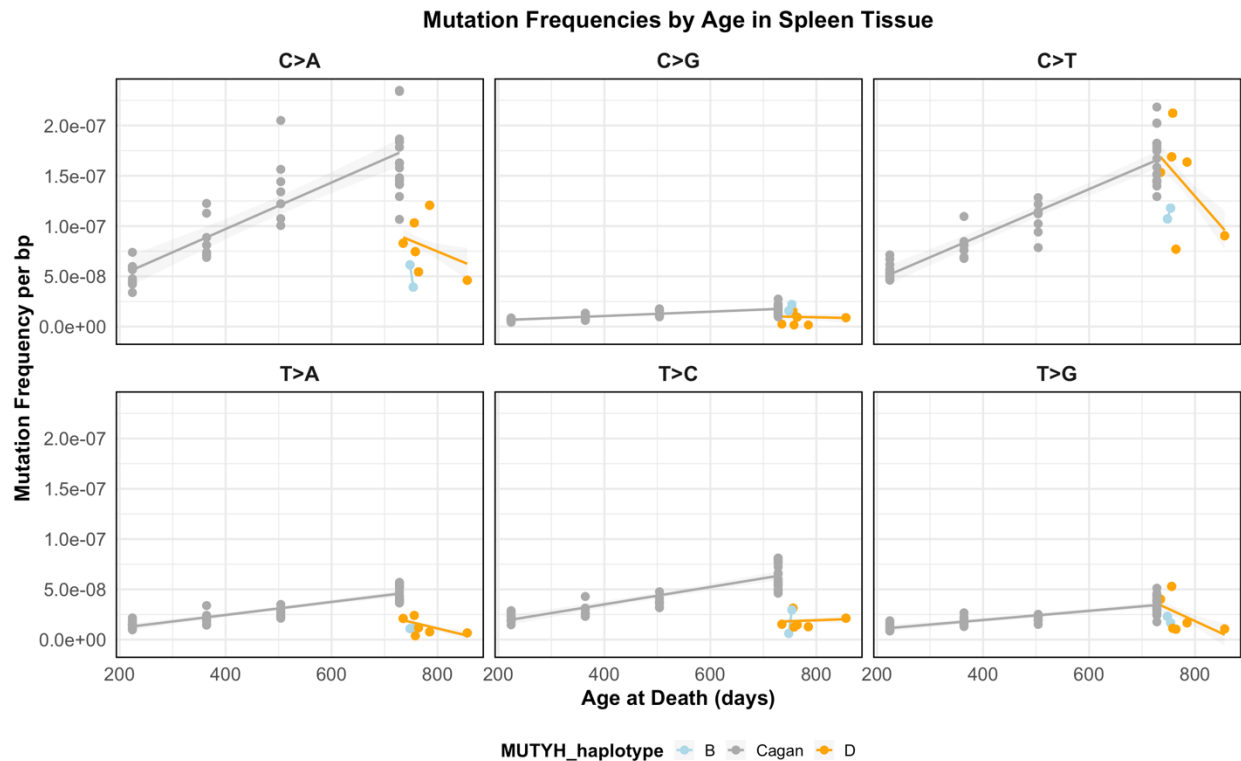 Mutation Frequencies by Age in Spleen Tissue
C>A C>G C>T
2.0e-07
1.5e-07
1.0e-07
5.0e-08
0.0e+00
T>A T>C T>G
2.0e-07
1.5e-07
1.0e-07
5.0e-08
0.0e+00
200 400 600 800 200 400 600 800 200 400 600 800
Mutation Frequency per bp
Age at Death (days)
MUTYH_haplotype B Cagan D